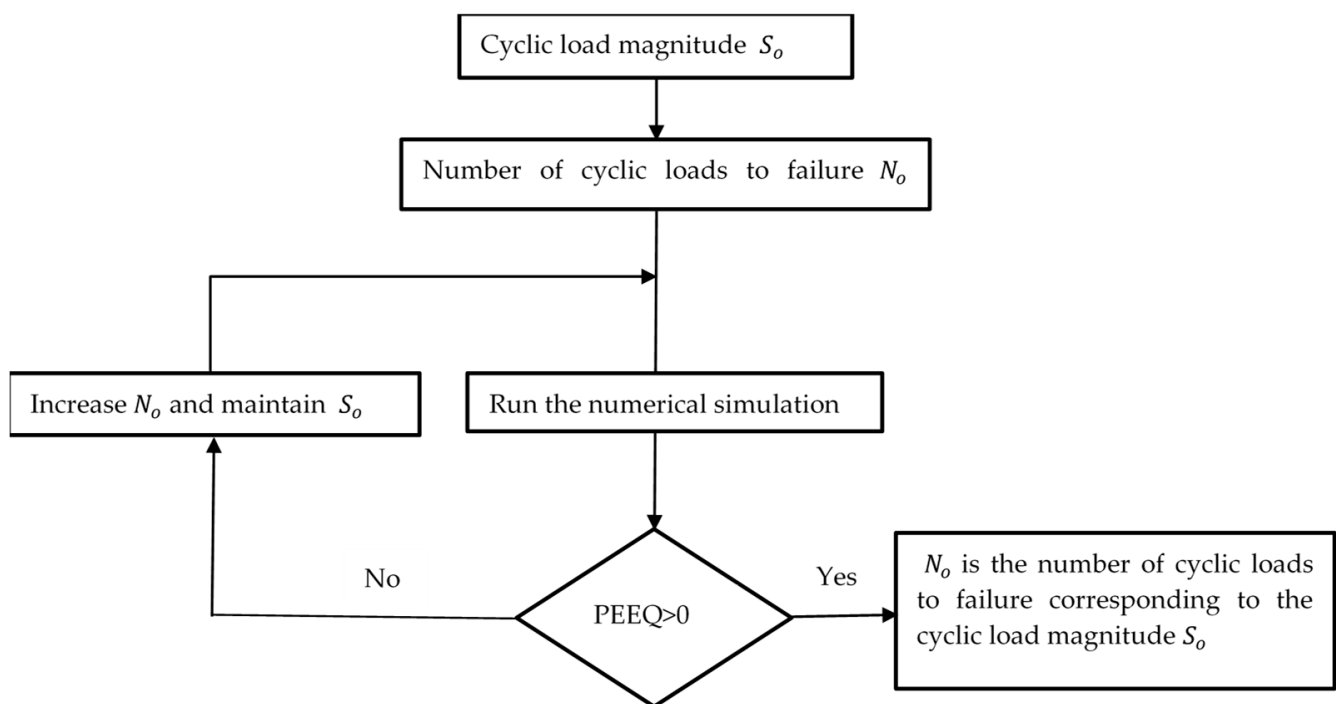 Cyclic load magnitude S_o
Number of cyclic loads to failure N_o
Increase N_o and maintain S_o
Run the numerical simulation
No
Yes
PEEQ>0
N_o is the number of cyclic loads
to failure corresponding to the
cyclic load magnitude S_o